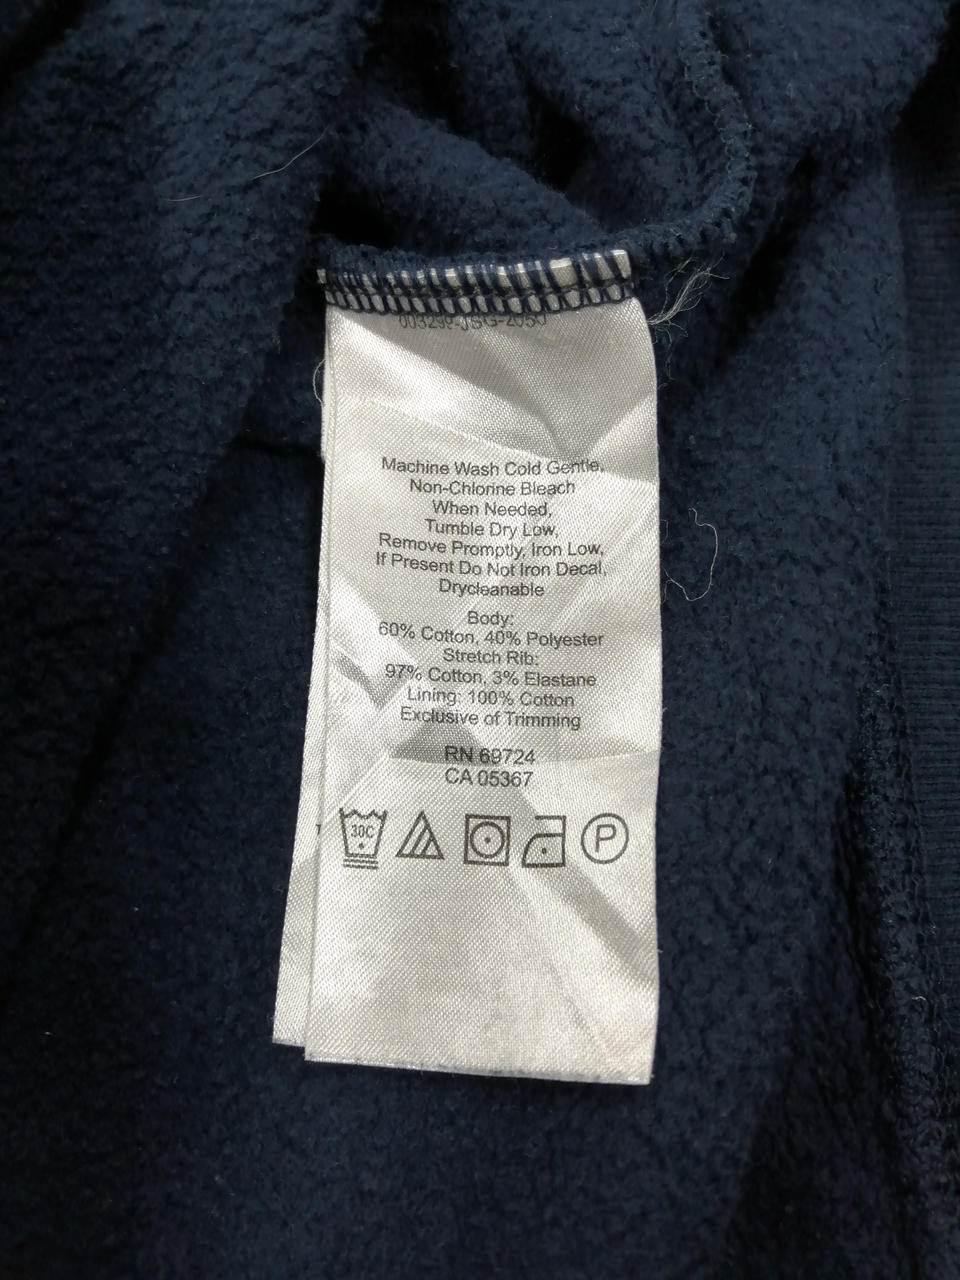 Machine Wash Cold Gentle,
Non-Chlorine Bleach
When Needed,
Tumble Dry Low,
Remove Promptly, Iron Low,
If Present Do Not Iron Decal,
Drycleanable
Body:
60% Cotton, 40% Polyester
Stretch Rib:
97% Cotton, 3% Elastane
Lining: 100% Cotton
Exclusive of Trimming
RN 69724
CA 05367
30C
P